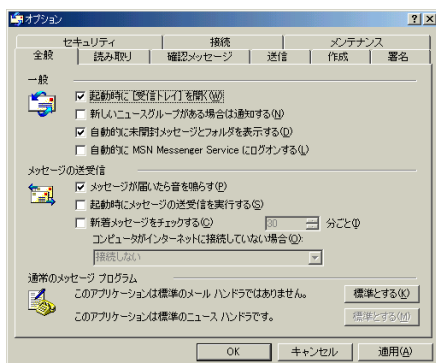 オプション
セキュリティ 接続 メンテナンス
全般 読み取り 確認メッセージ 送信 作成 署名
一般
起動時に [受信トレイ] を開く(W)
新しいニュースグループがある場合は通知する(N)
自動的に未開封メッセージとフォルダを表示する(D)
自動的に MSN Messenger Service にログオンする(L)
メッセージの送受信
メッセージが届いたら音を鳴らす(P)
起動時にメッセージの送受信を実行する(S)
新着メッセージをチェックする(C) 30 分ごと(I)
コンピュータがインターネットに接続していない場合(O):
接続しない
通常のメッセージ プログラム
このアプリケーションは標準のメール ハンドラではありません。 標準とする(K)
このアプリケーションは標準のニュース ハンドラです。 標準とする(M)
OK キャンセル 適用(A)